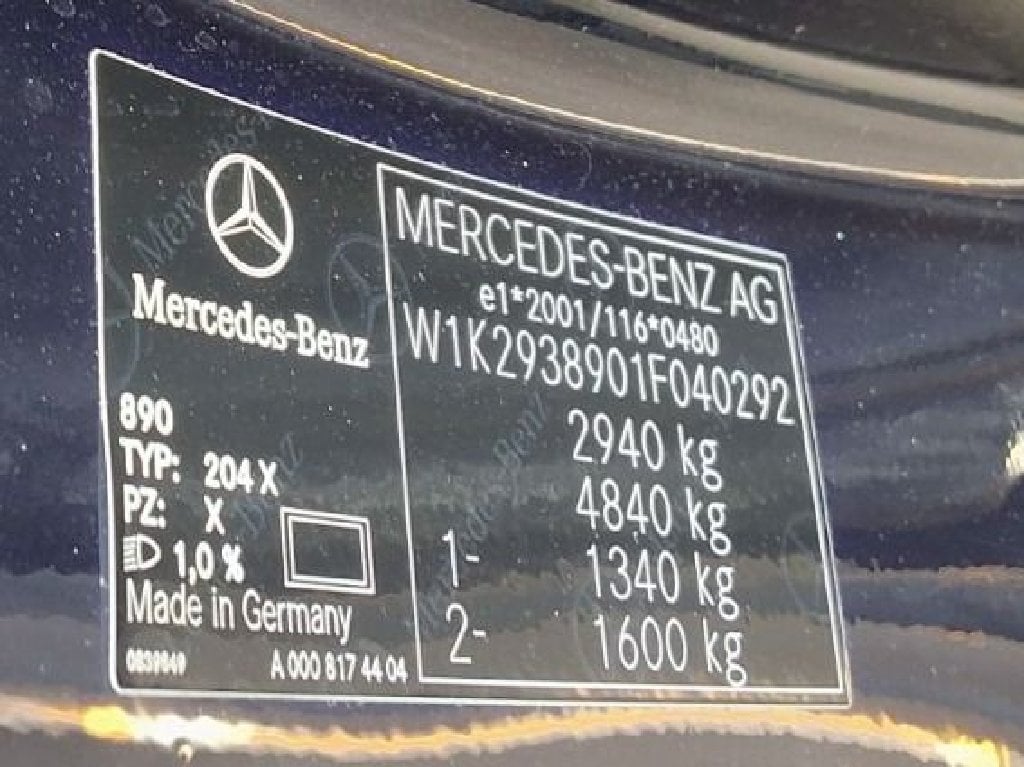 Mercedes-Benz
890
TYP: 204 X
PZ: X
1,0 %
Made in Germany
A 000 817 44 04
MERCEDES-BENZ AG
e1*2001/116*0480
W1K2938901F040292
2940 kg
4840 kg
1- 1340 kg
2- 1600 kg